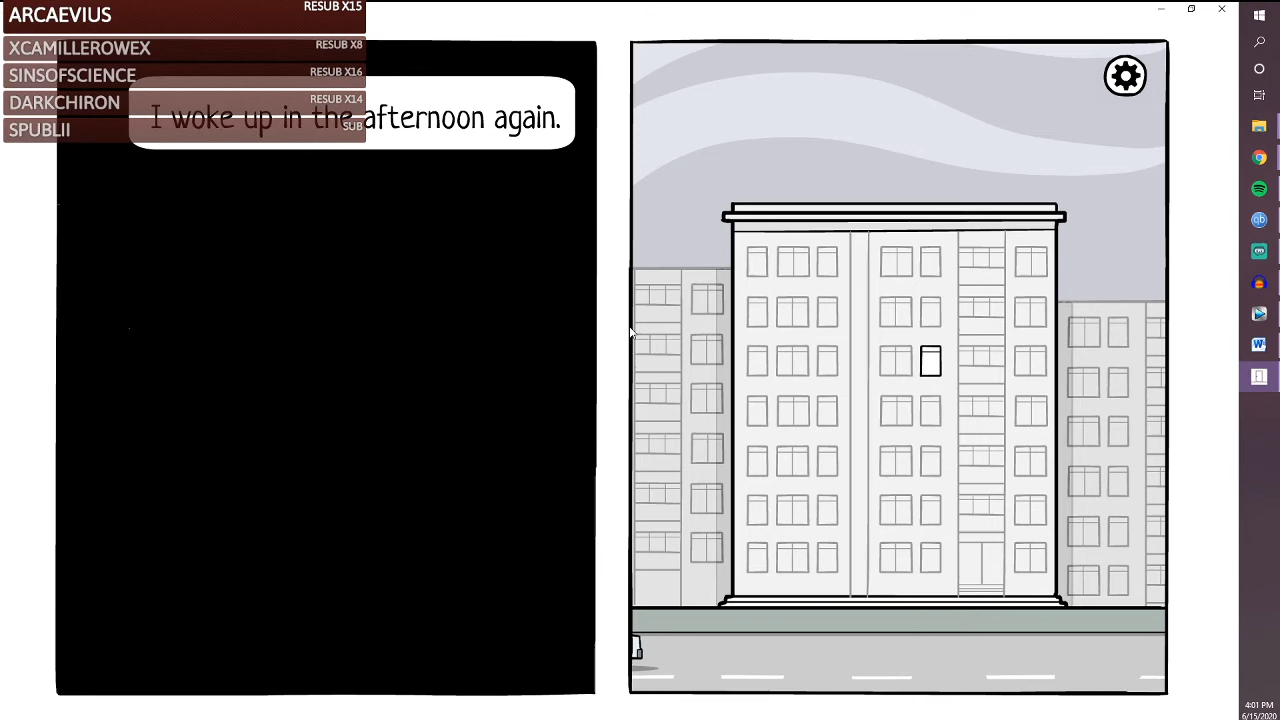 ARCAEVIUS RESUB X15
XCAMILLEROWEX RESUB X8
SINSOFSCIENCE RESUB X16
DARKCHIRON RESUB X14
SPUBLII SUB
I woke up in the afternoon again.
qb
W
4:01 PM
6/15/2020